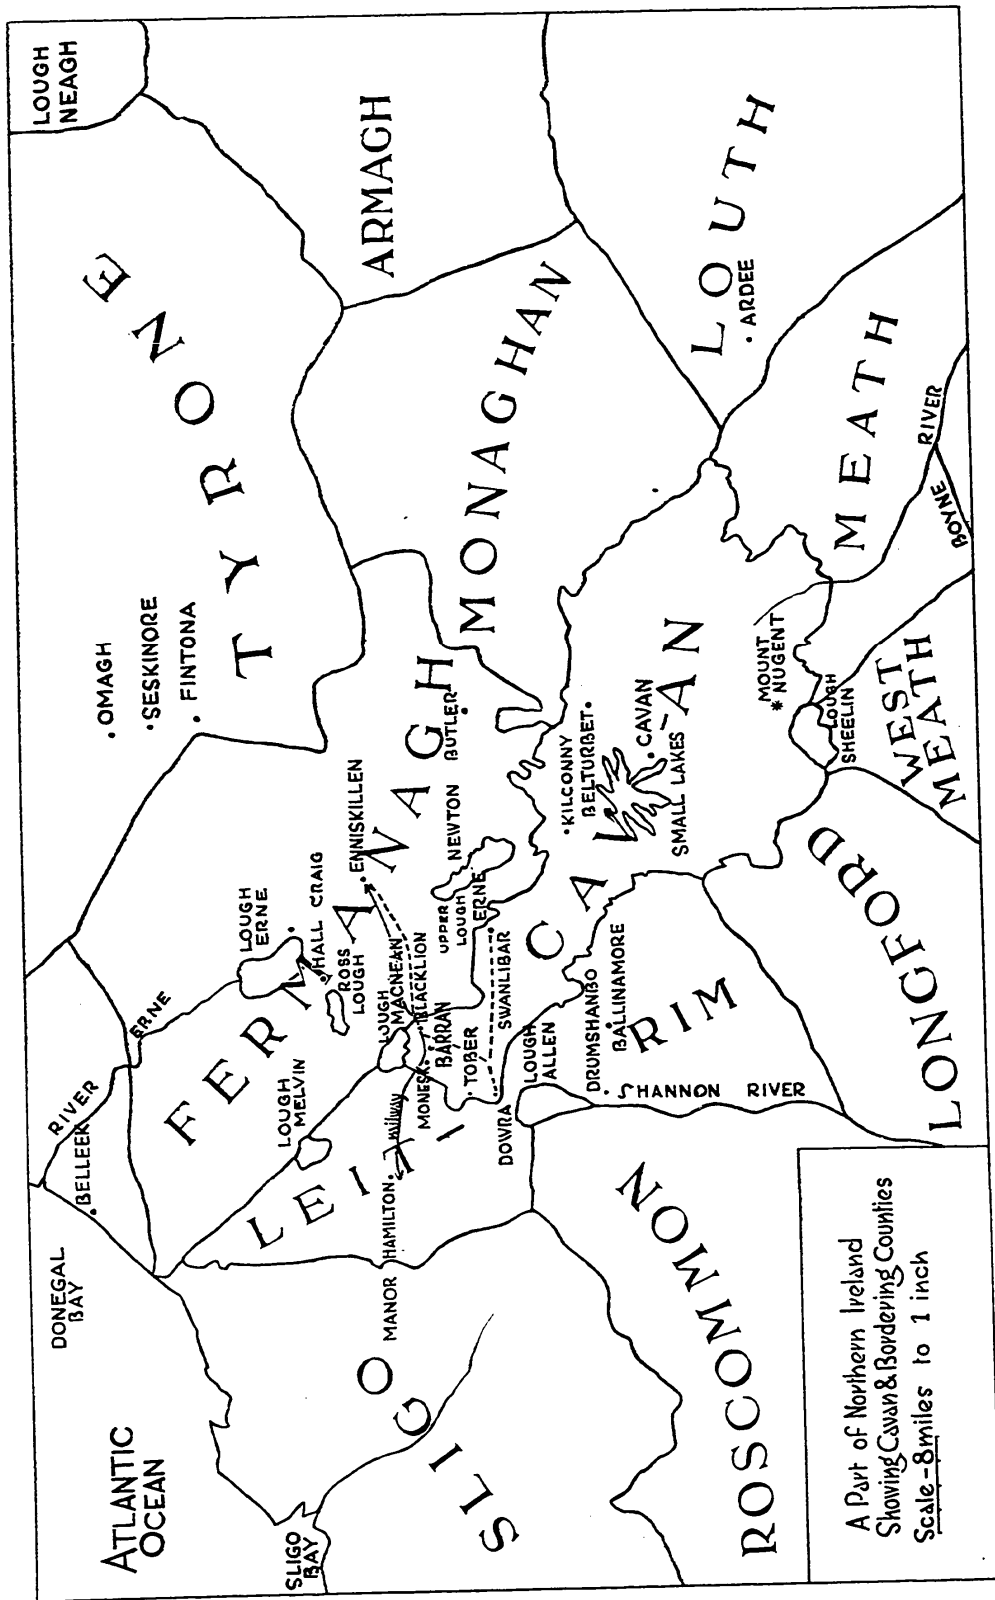 LOUGH
NEAGH
ATLANTIC
OCEAN
DONEGAL
BAY
SLIGO
BAY
RIVER
ERNE
BELLEEK
OMAGH
SESKINORE
FINTONA
TYRONE
ARMAGH
FERMANAGH
LOUGH
ERNE
HALL CRAIG
ROSS
LOUGH
ENNISKILLEN
LOUGH
MELVIN
LOUGH
MACNEAN
BLACKLION
BARRAN
MONESK
TOBER
UPPER
LOUGH
ERNE
NEWTON BUTLER
SWANLIBAR
MONAGHAN
LOUTH
ARDEE
MEATH
BOYNE RIVER
CAVAN
KILCONNY
BELTURBET
CAVAN
SMALL LAKES
MOUNT
NUGENT
LOUGH
SHEELIN
WEST
MEATH
LONGFORD
LEITRIM
MANOR HAMILTON
DOWRA
LOUGH
ALLEN
DRUMSHANBO
BALLINAMORE
SHANNON RIVER
SLIGO
ROSCOMMON
A Part of Northern Ireland
Showing Cavan & Bordering Counties
Scale-8miles to 1 inch